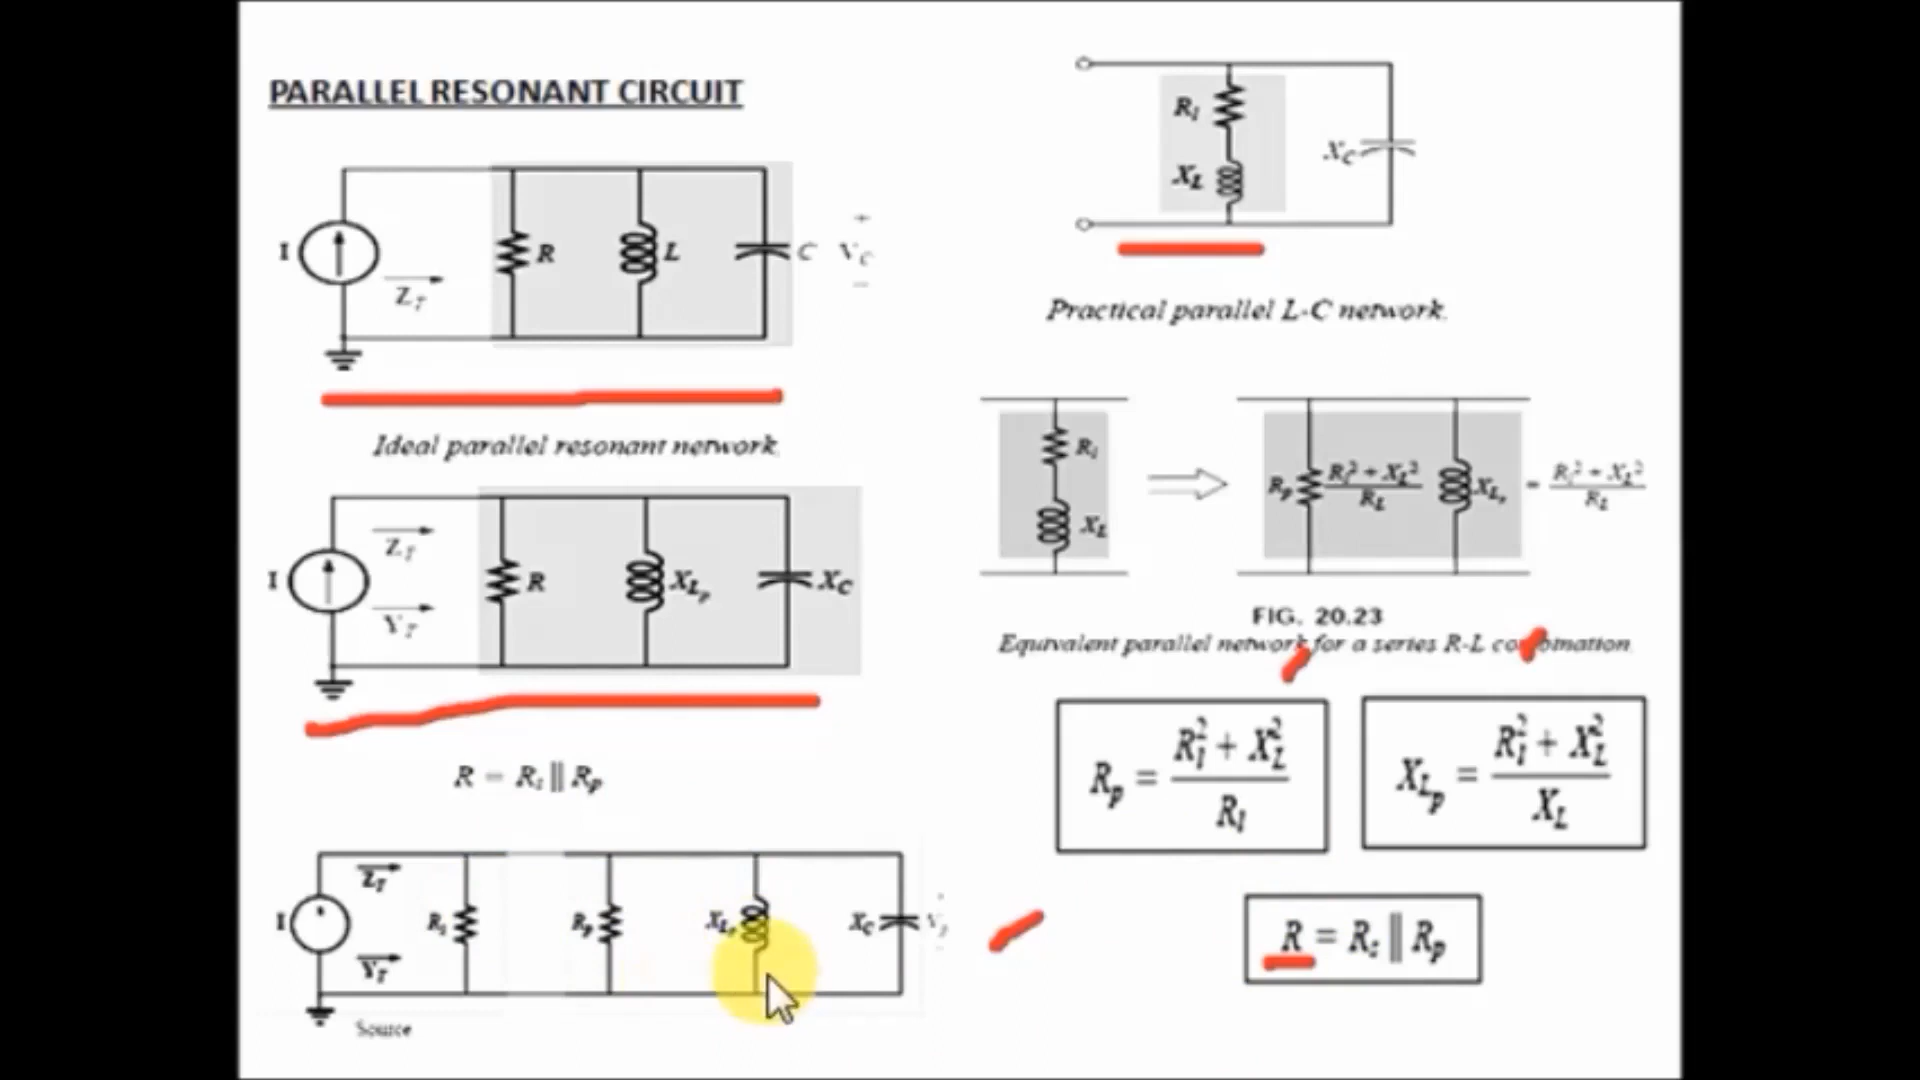 PARALLEL RESONANT CIRCUIT
I
Z_T
R
L
C
V_C
+
−
Ideal parallel resonant network.
I
Z_T
Y_T
R
X_Lp
X_C
R = R_s || R_p
I
Z_T
Y_T
R_s
R_p
X_Lp
X_C
V_p
Source
R_l
X_L
X_C
Practical parallel L-C network.
R_l
X_L
R_p
R_l² + X_L²
R_L
X_Lp
= R_l² + X_L²
R_L
FIG. 20.23
Equivalent parallel network for a series R-L combination.
R_p = (R_l² + X_L²) / R_l
X_Lp = (R_l² + X_L²) / X_L
R = R_s || R_p